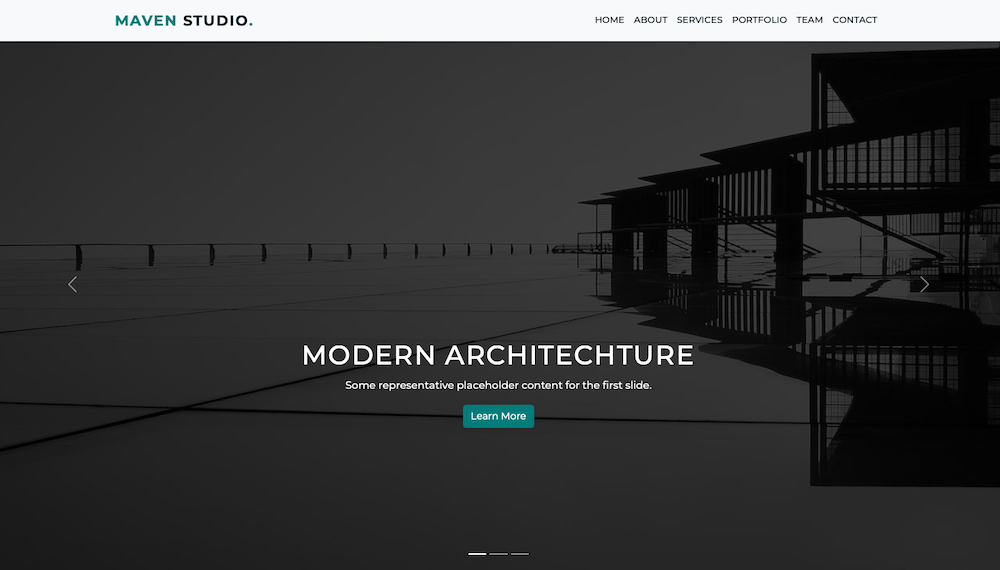 MAVEN STUDIO.
HOME ABOUT SERVICES PORTFOLIO TEAM CONTACT
MODERN ARCHITECHTURE
Some representative placeholder content for the first slide.
Learn More